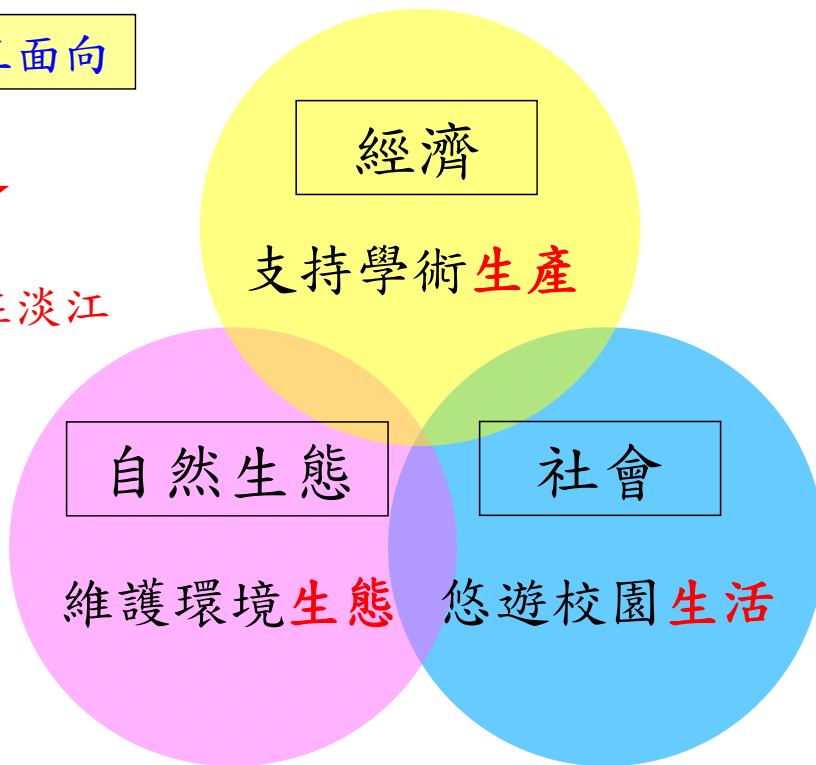 面向
經濟
支持學術生產
淡江
自然生態
社會
維護環境生態
悠遊校園生活